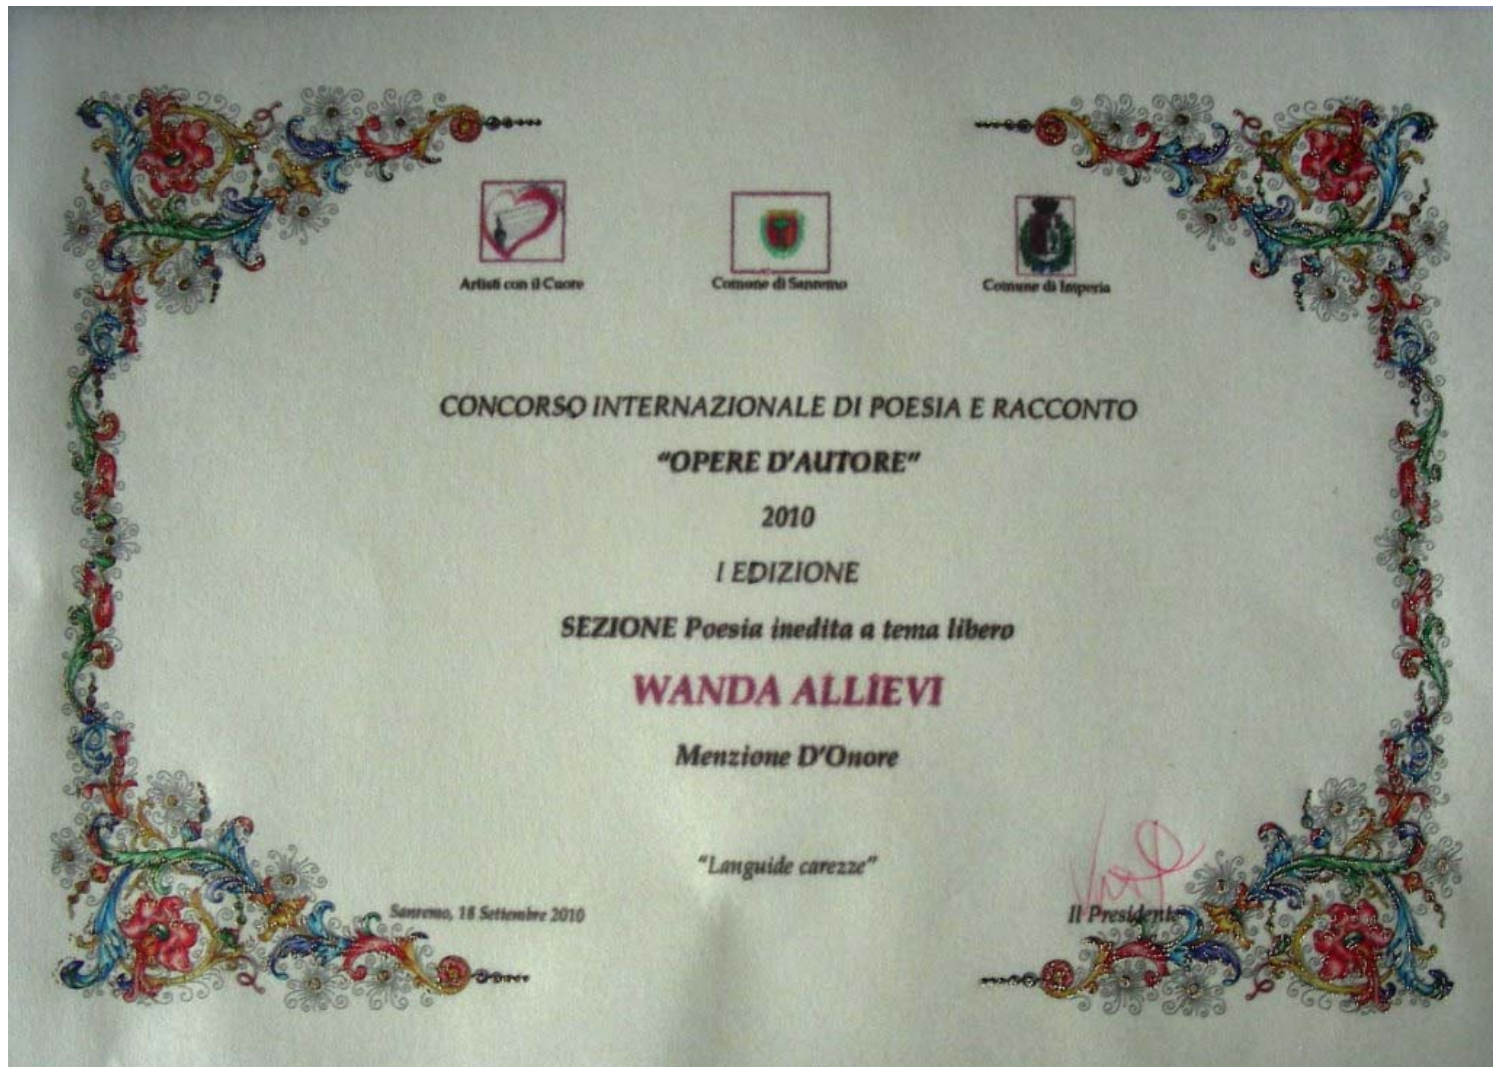 Artisti con il Cuore
Comune di Sanremo
Comune di Imperia
CONCORSO INTERNAZIONALE DI POESIA E RACCONTO
"OPERE D'AUTORE"
2010
I EDIZIONE
SEZIONE Poesia inedita a tema libero
WANDA ALLIEVI
Menzione D'Onore
"Languide carezze"
Sanremo, 18 Settembre 2010
Il Presidente